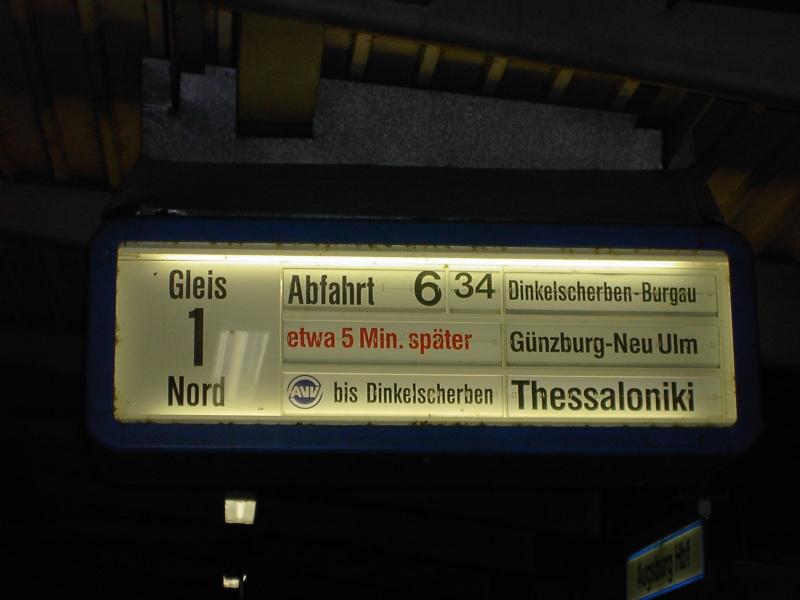 Gleis
1
Nord
Abfahrt 6 34
etwa 5 Min. später
AVV bis Dinkelscherben
Dinkelscherben-Burgau
Günzburg-Neu Ulm
Thessaloniki
Augsburg Hbf